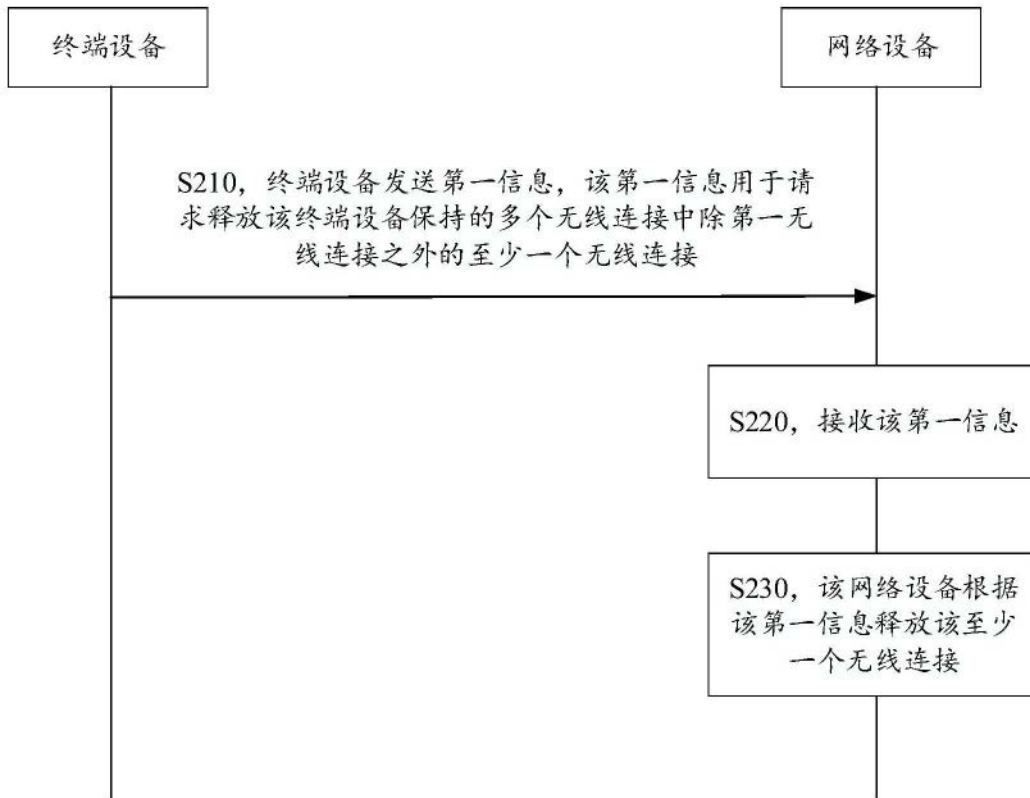 终端设备
网络设备
S210，终端设备发送第一信息，该第一信息用于请
求释放该终端设备保持的多个无线连接中除第一无
线连接之外的至少一个无线连接
S220，接收该第一信息
S230，该网络设备根据
该第一信息释放该至少
一个无线连接